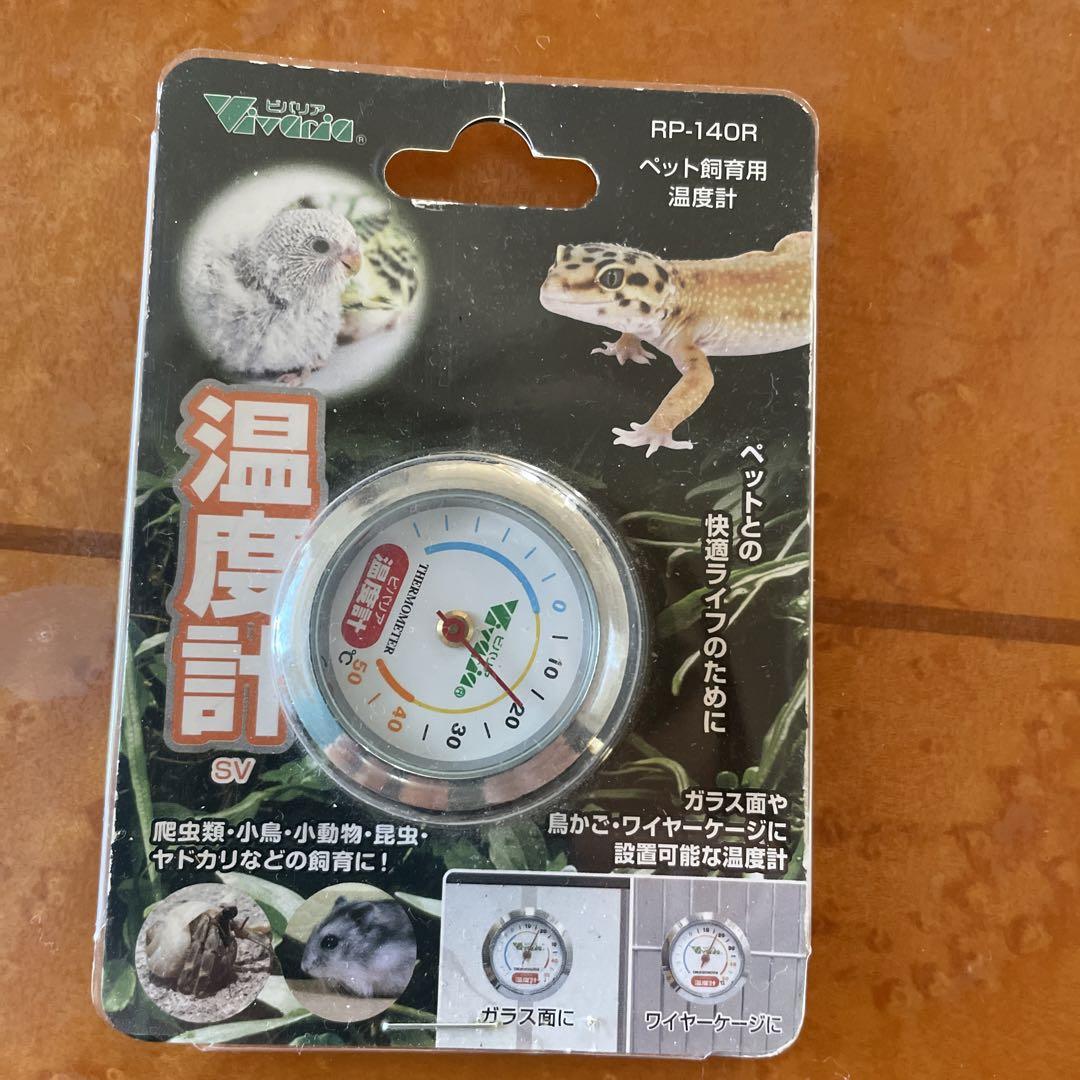 ビバリア
Vivaria®
RP-140R
ペット飼育用
温度計
温度計
SV
ペットとの
快適ライフのために
THERMOMETER
ビバリア
温度計
ビバリア
Vivaria®
0
10
20
30
40
50
℃
爬虫類・小鳥・小動物・昆虫・
ヤドカリなどの飼育に!
ガラス面や
鳥かご・ワイヤーケージに
設置可能な温度計
ガラス面に
ワイヤーケージに